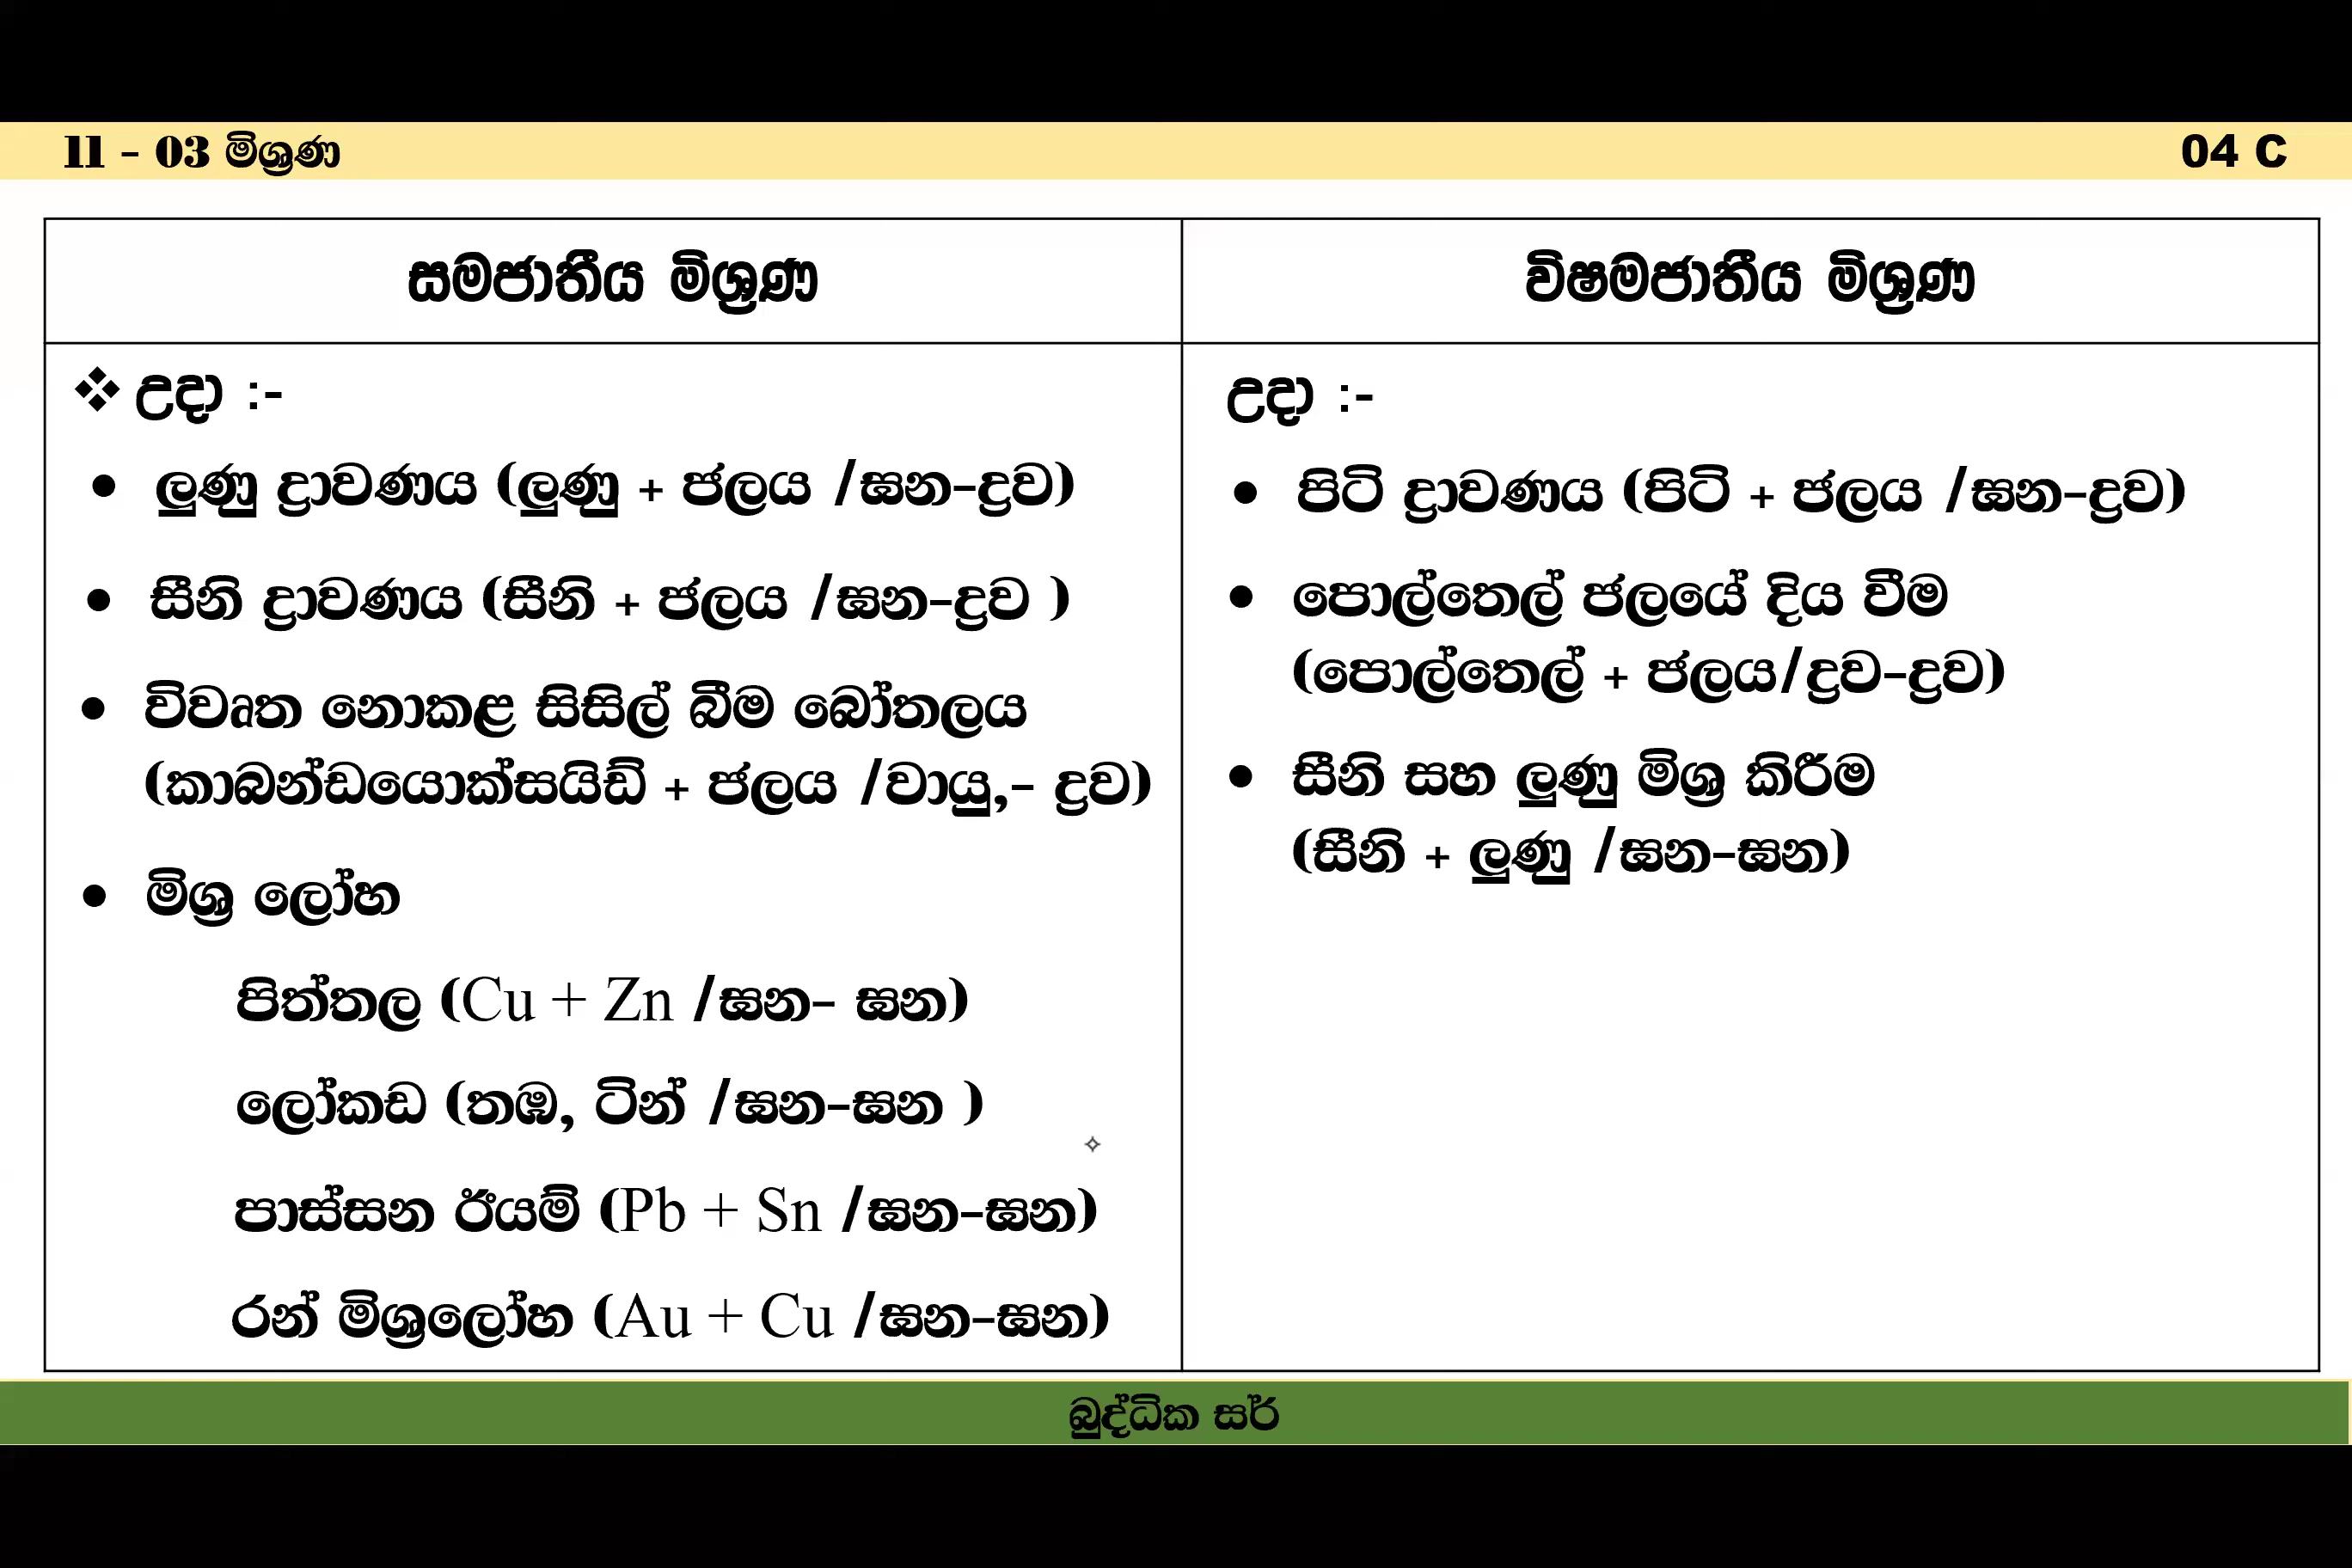 11 – 03 මිශ්‍රණ
04 C
සමජාතීය මිශ්‍රණ
විෂමජාතීය මිශ්‍රණ
❖ උදා :-
• ලුණු ද්‍රාවණය (ලුණු + ජලය /ඝන–ද්‍රව)
• සීනි ද්‍රාවණය (සීනි + ජලය /ඝන–ද්‍රව )
• විවෘත නොකළ සිසිල් බීම බෝතලය
(කාබන්ඩයොක්සයිඩ් + ජලය /වායු,– ද්‍රව)
• මිශ්‍ර ලෝහ
පිත්තල (Cu + Zn /ඝන– ඝන)
ලෝකඩ (තඹ, ටින් /ඝන–ඝන )
පාස්සන ඊයම් (Pb + Sn /ඝන–ඝන)
රන් මිශ්‍රලෝහ (Au + Cu /ඝන–ඝන)
උදා :-
• පිටි ද්‍රාවණය (පිටි + ජලය /ඝන–ද්‍රව)
• පොල්තෙල් ජලයේ දිය වීම
(පොල්තෙල් + ජලය/ද්‍රව–ද්‍රව)
• සීනි සහ ලුණු මිශ්‍ර කිරීම
(සීනි + ලුණු /ඝන–ඝන)
බුද්ධික සර්